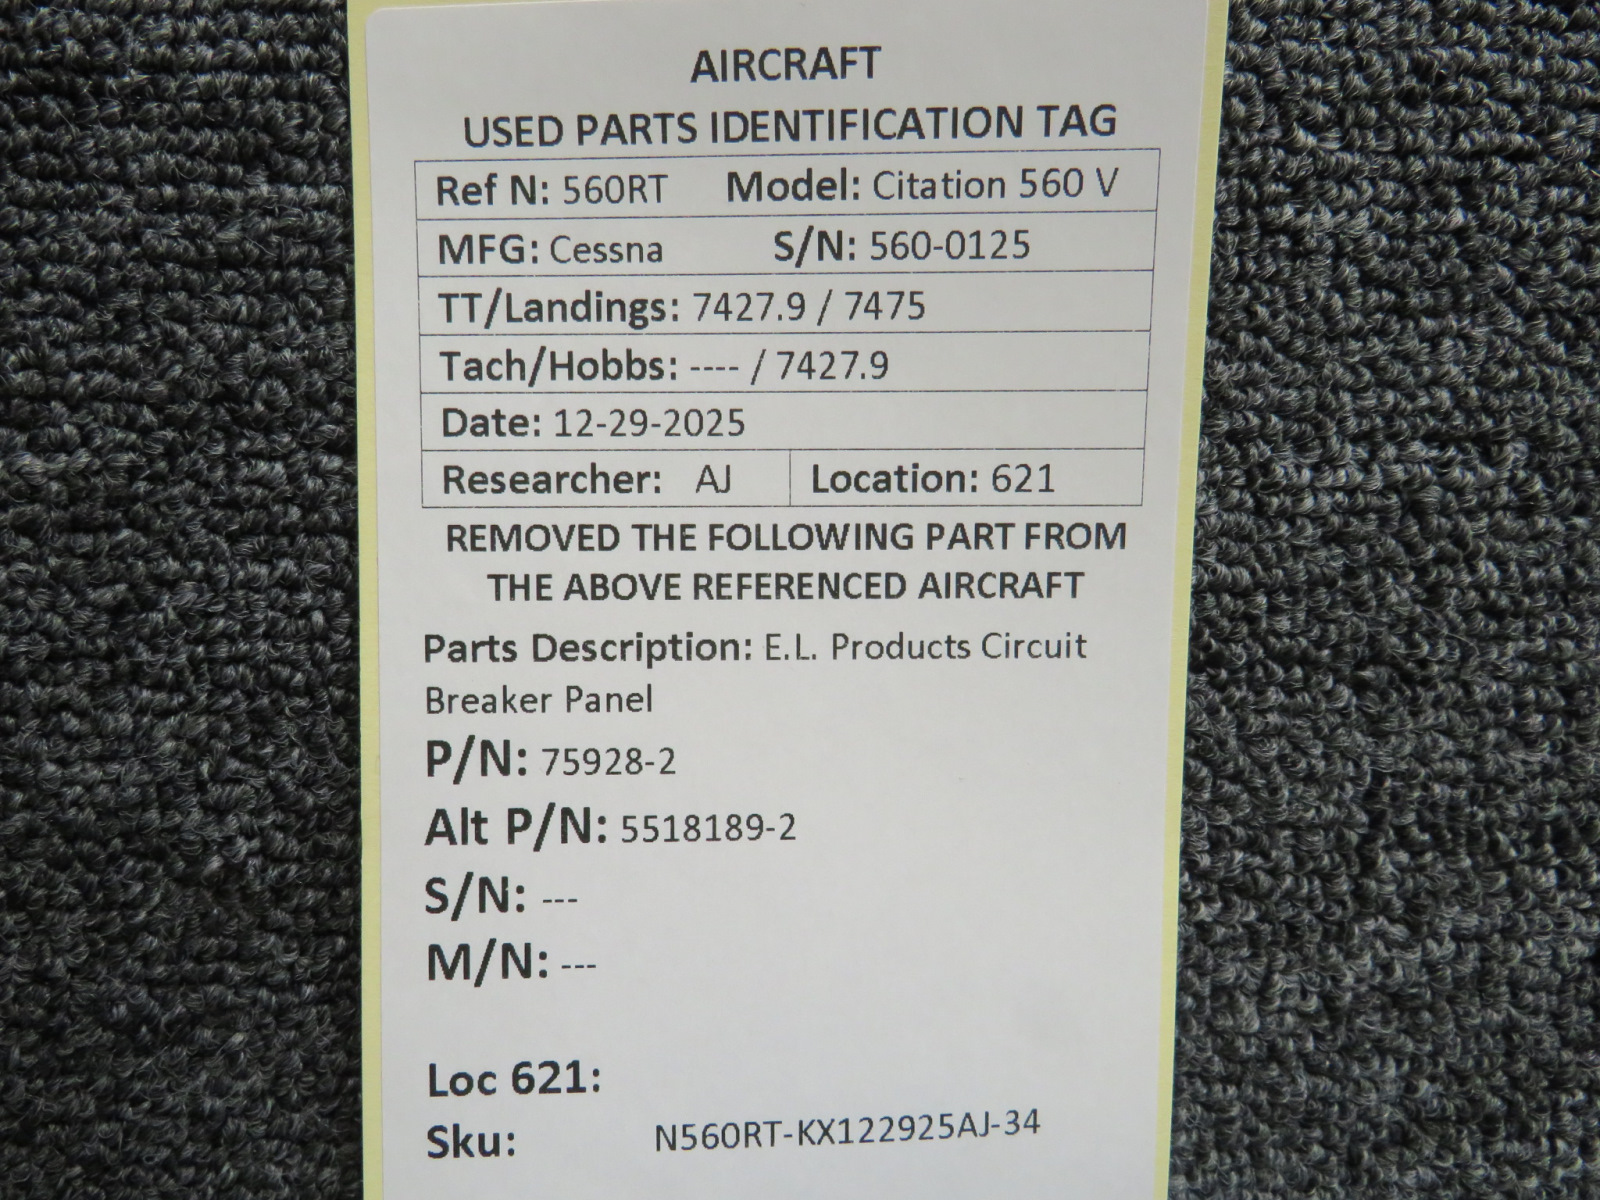 AIRCRAFT
USED PARTS IDENTIFICATION TAG
Ref N: 560RT Model: Citation 560 V
MFG: Cessna S/N: 560-0125
TT/Landings: 7427.9 / 7475
Tach/Hobbs: ---- / 7427.9
Date: 12-29-2025
Researcher: AJ Location: 621
REMOVED THE FOLLOWING PART FROM
THE ABOVE REFERENCED AIRCRAFT
Parts Description: E.L. Products Circuit
Breaker Panel
P/N: 75928-2
Alt P/N: 5518189-2
S/N: ---
M/N: ---
Loc 621:
Sku: N560RT-KX122925AJ-34